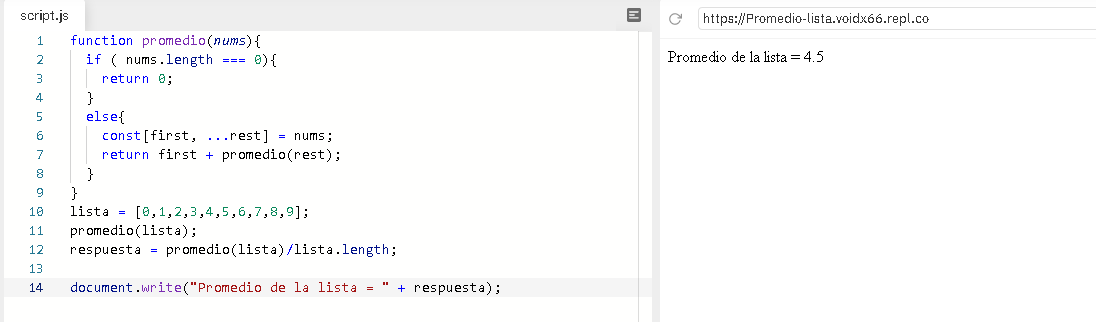 script.js
1 function promedio(nums){
2 if ( nums.length === 0){
3 return 0;
4 }
5 else{
6 const[first, ...rest] = nums;
7 return first + promedio(rest);
8 }
9 }
10 lista = [0,1,2,3,4,5,6,7,8,9];
11 promedio(lista);
12 respuesta = promedio(lista)/lista.length;
13
14 document.write("Promedio de la lista = " + respuesta);
https://Promedio-lista.voidx66.repl.co
Promedio de la lista = 4.5